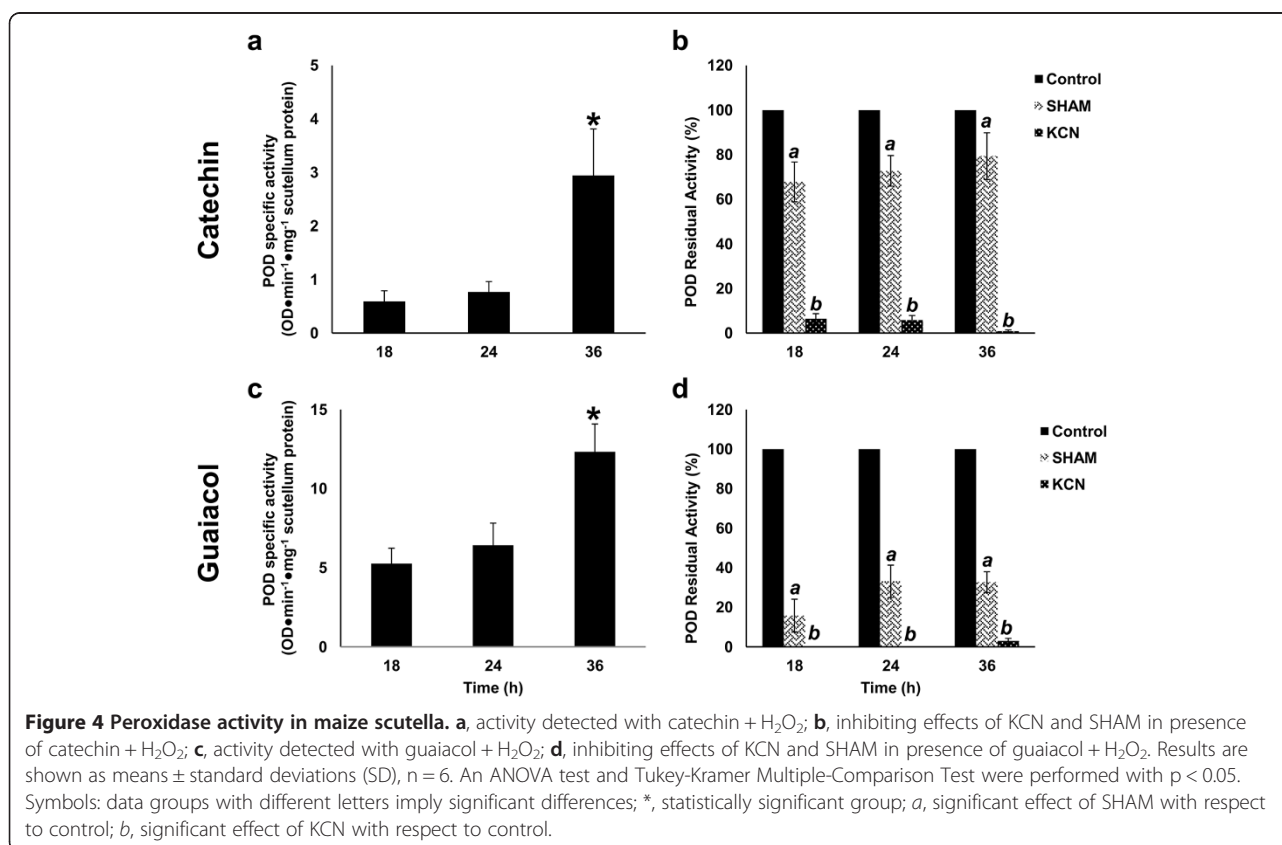 a
Catechin
POD specific activity
(OD●min⁻¹●mg⁻¹ scutellum protein)
5
4
3
2
1
0
*
18 24 36
b
POD Residual Activity (%)
120
100
80
60
40
20
0
a b a b a b
18 24 36
Control
SHAM
KCN
c
Guaiacol
POD specific activity
(OD●min⁻¹●mg⁻¹ scutellum protein)
15
10
5
0
*
18 24 36
Time (h)
d
POD Residual Activity (%)
120
100
80
60
40
20
0
a b a b a b
18 24 36
Time (h)
Control
SHAM
KCN
Figure 4 Peroxidase activity in maize scutella. a, activity detected with catechin + H₂O₂; b, inhibiting effects of KCN and SHAM in presence
of catechin + H₂O₂; c, activity detected with guaiacol + H₂O₂; d, inhibiting effects of KCN and SHAM in presence of guaiacol + H₂O₂. Results are
shown as means ± standard deviations (SD), n = 6. An ANOVA test and Tukey-Kramer Multiple-Comparison Test were performed with p < 0.05.
Symbols: data groups with different letters imply significant differences; *, statistically significant group; a, significant effect of SHAM with respect
to control; b, significant effect of KCN with respect to control.